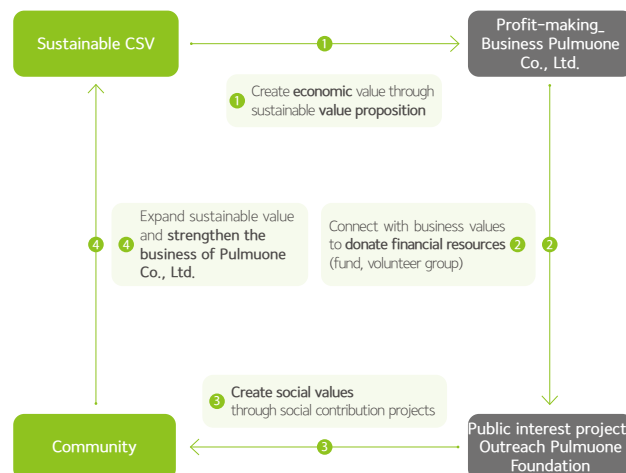 Sustainable CSV
1
Profit-making_
Business Pulmuone
Co., Ltd.
1 Create economic value through
sustainable value proposition
4
4 Expand sustainable value
and strengthen the
business of Pulmuone
Co., Ltd.
Connect with business values
to donate financial resources 2
(fund, volunteer group)
2
3 Create social values
through social contribution projects
Community
3
Public interest project
Outreach Pulmuone
Foundation